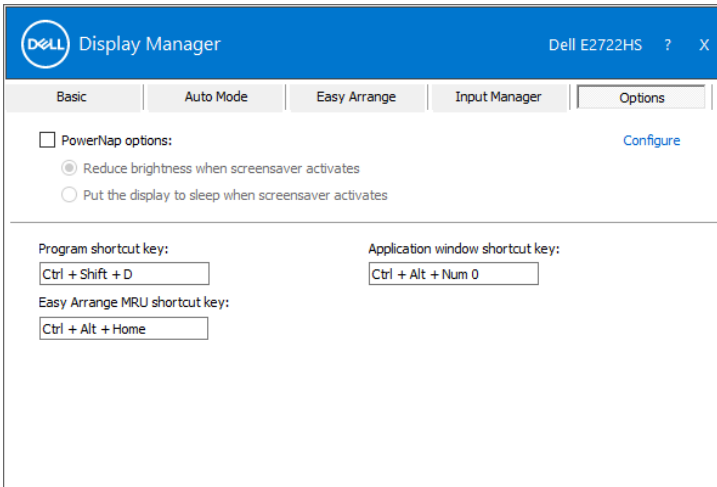 DELL Display Manager Dell E2722HS ? X
Basic Auto Mode Easy Arrange Input Manager Options
PowerNap options: Configure
Reduce brightness when screensaver activates
Put the display to sleep when screensaver activates
Program shortcut key: Application window shortcut key:
Ctrl + Shift + D Ctrl + Alt + Num 0
Easy Arrange MRU shortcut key:
Ctrl + Alt + Home